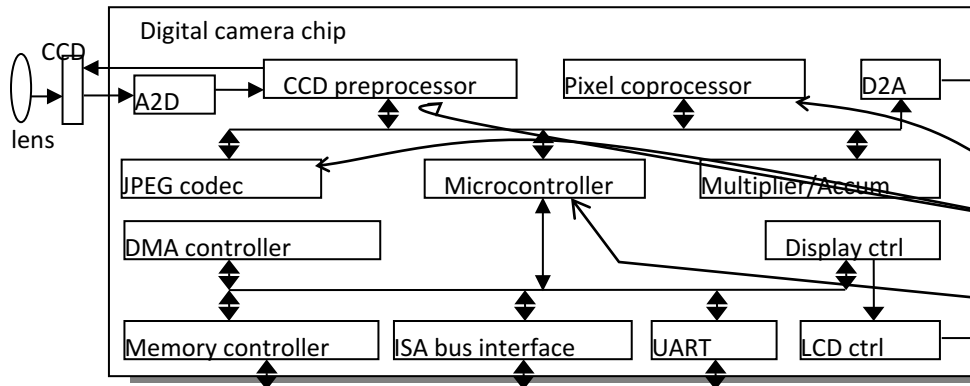 Digital camera chip
CCD
lens
A2D
CCD preprocessor
Pixel coprocessor
D2A
JPEG codec
Microcontroller
Multiplier/Accum
DMA controller
Display ctrl
Memory controller
ISA bus interface
UART
LCD ctrl